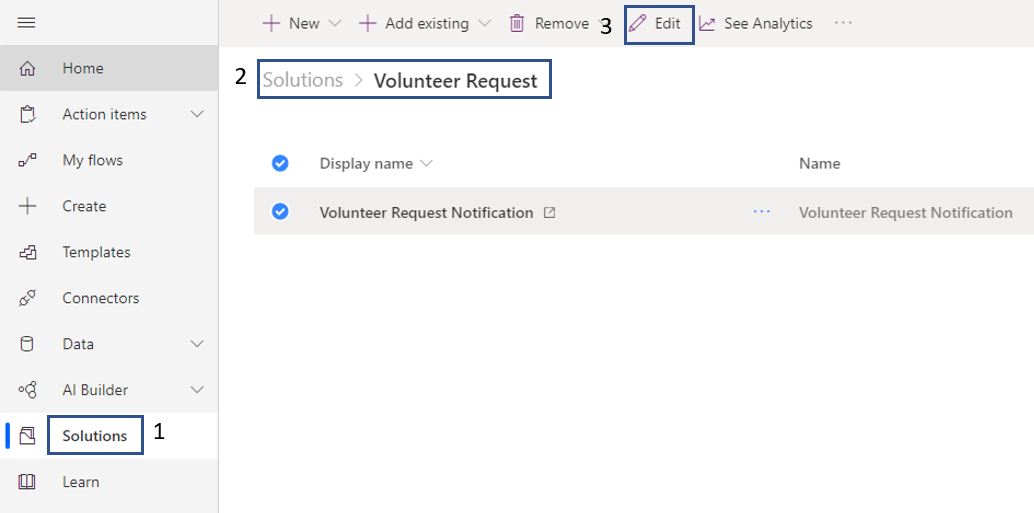 New
Add existing
Remove
3
Edit
See Analytics
Home
2
Solutions > Volunteer Request
Action items
My flows
Display name
Name
Create
Volunteer Request Notification
Volunteer Request Notification
Templates
Connectors
Data
AI Builder
Solutions
1
Learn